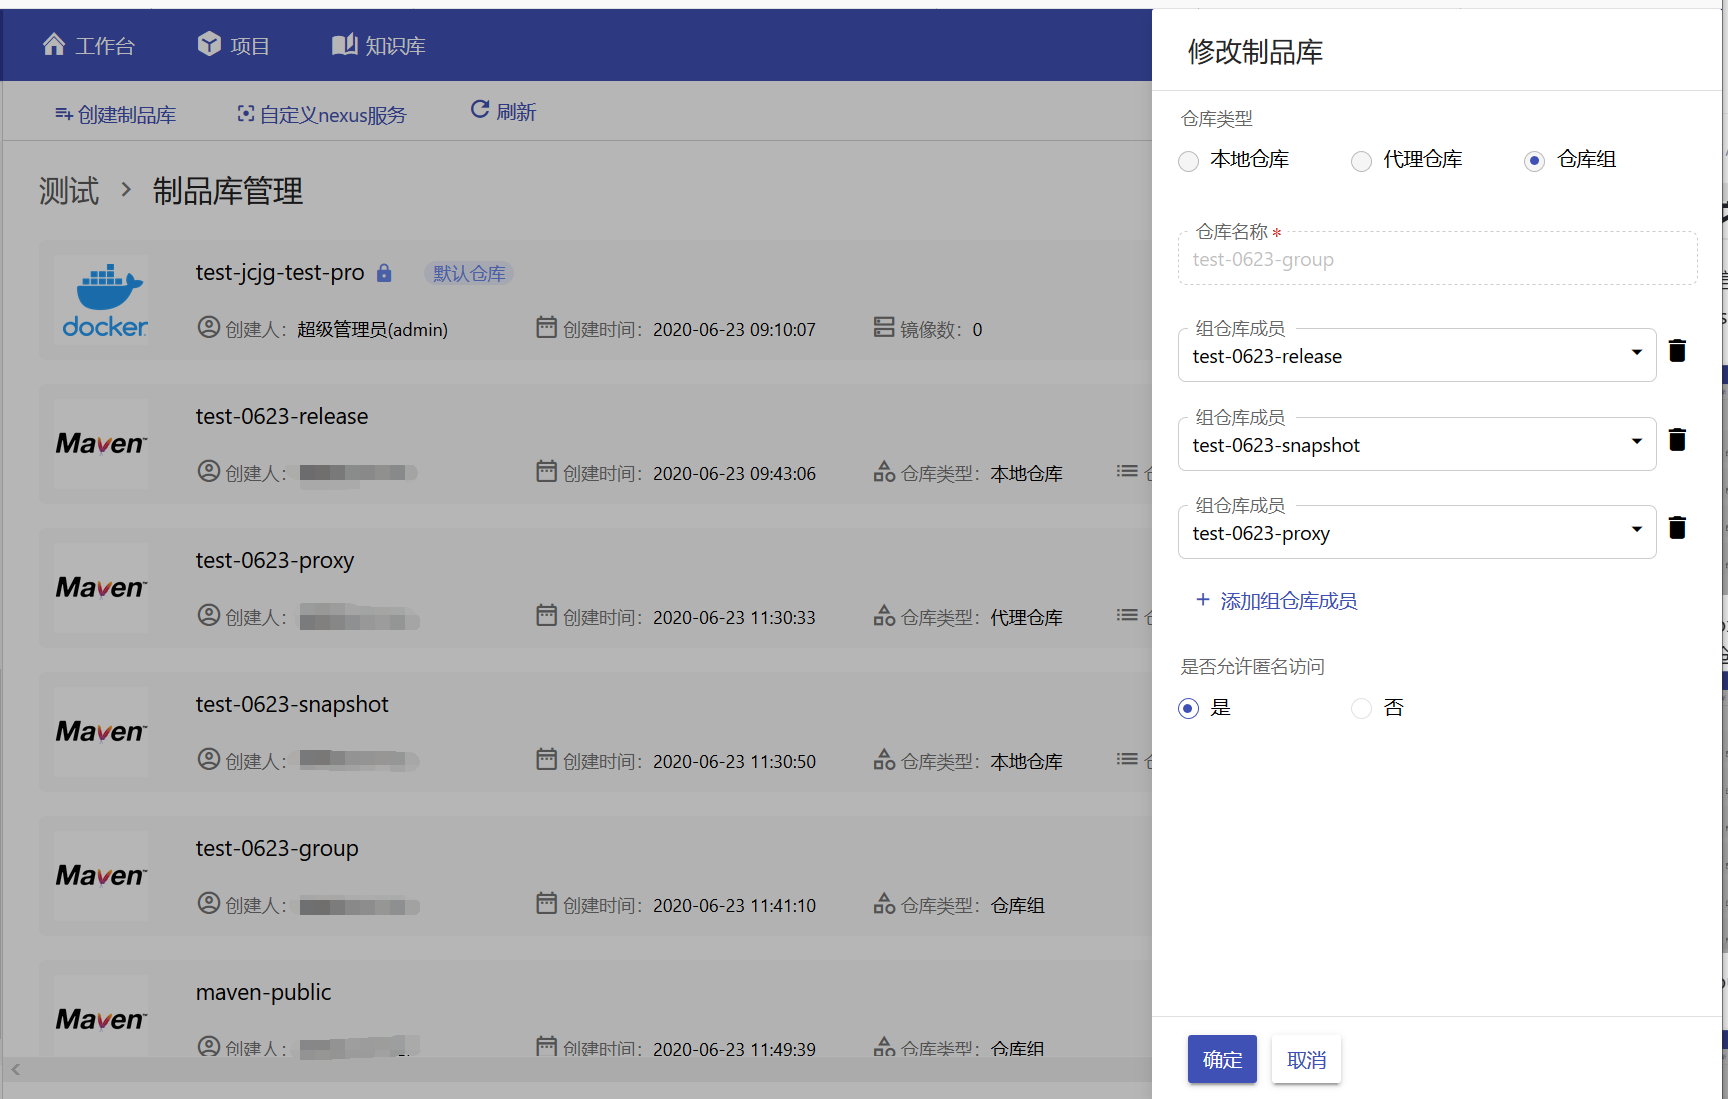 工作台 项目 知识库
创建制品库 自定义nexus服务 刷新
测试 > 制品库管理
docker
test-jcjg-test-pro 默认仓库
创建人: 超级管理员(admin) 创建时间: 2020-06-23 09:10:07 镜像数: 0
Maven™
test-0623-release
创建人: 创建时间: 2020-06-23 09:43:06 仓库类型: 本地仓库
Maven™
test-0623-proxy
创建人: 创建时间: 2020-06-23 11:30:33 仓库类型: 代理仓库
Maven™
test-0623-snapshot
创建人: 创建时间: 2020-06-23 11:30:50 仓库类型: 本地仓库
Maven™
test-0623-group
创建人: 创建时间: 2020-06-23 11:41:10 仓库类型: 仓库组
Maven™
maven-public
创建人: 创建时间: 2020-06-23 11:49:39 仓库类型: 仓库组
修改制品库
仓库类型
本地仓库 代理仓库 仓库组
仓库名称 *
test-0623-group
组仓库成员
test-0623-release
组仓库成员
test-0623-snapshot
组仓库成员
test-0623-proxy
+ 添加组仓库成员
是否允许匿名访问
是 否
确定 取消